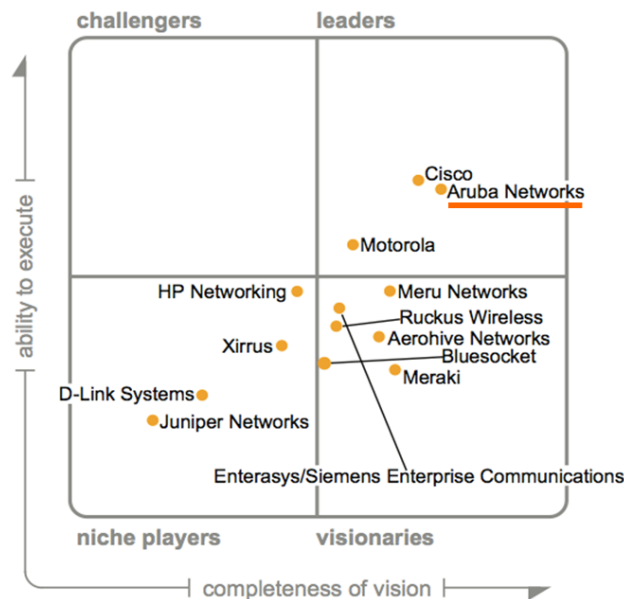 challengers
leaders
Cisco
Aruba Networks
Motorola
HP Networking
Meru Networks
Ruckus Wireless
Xirrus
Aerohive Networks
Bluesocket
Meraki
D-Link Systems
Juniper Networks
Enterasys/Siemens Enterprise Communications
niche players
visionaries
ability to execute
completeness of vision